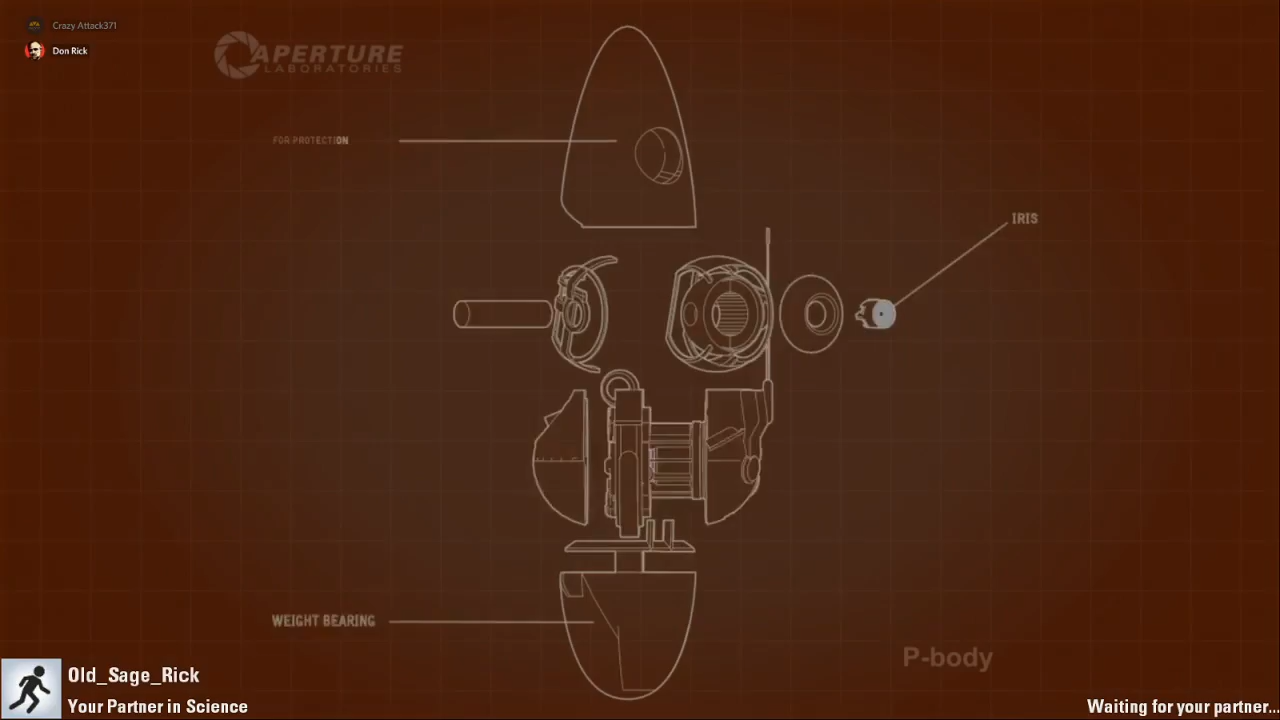 Crazy Attack371
Don Rick
APERTURE
LABORATORIES
FOR PROTECTION
IRIS
WEIGHT BEARING
P-body
Old_Sage_Rick
Your Partner in Science
Waiting for your partner...